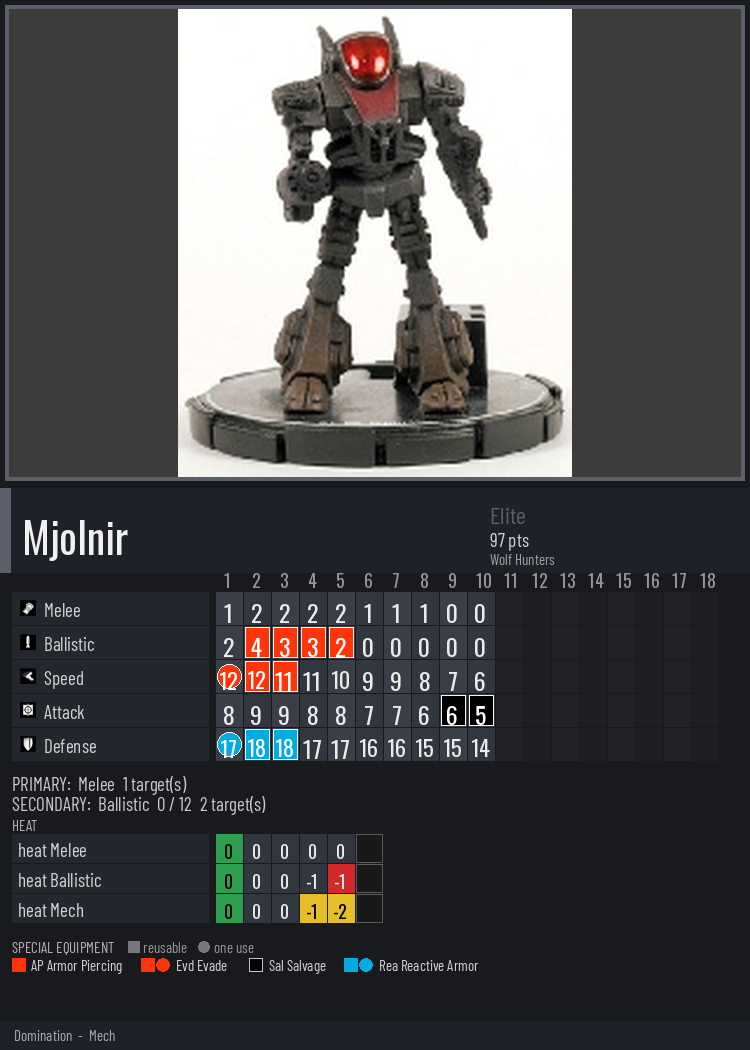 Mjolnir
Elite
97 pts
Wolf Hunters
1 2 3 4 5 6 7 8 9 10 11 12 13 14 15 16 17 18
Melee 1 2 2 2 2 1 1 1 0 0
Ballistic 2 4 3 3 2 0 0 0 0 0
Speed 12 12 11 11 10 9 9 8 7 6
Attack 8 9 9 8 8 7 7 6 6 5
Defense 17 18 18 17 17 16 16 15 15 14
PRIMARY: Melee 1 target(s)
SECONDARY: Ballistic 0 / 12 2 target(s)
HEAT
heat Melee 0 0 0 0 0
heat Ballistic 0 0 0 -1 -1
heat Mech 0 0 0 -1 -2
SPECIAL EQUIPMENT reusable one use
AP Armor Piercing Evd Evade Sal Salvage Rea Reactive Armor
Domination - Mech